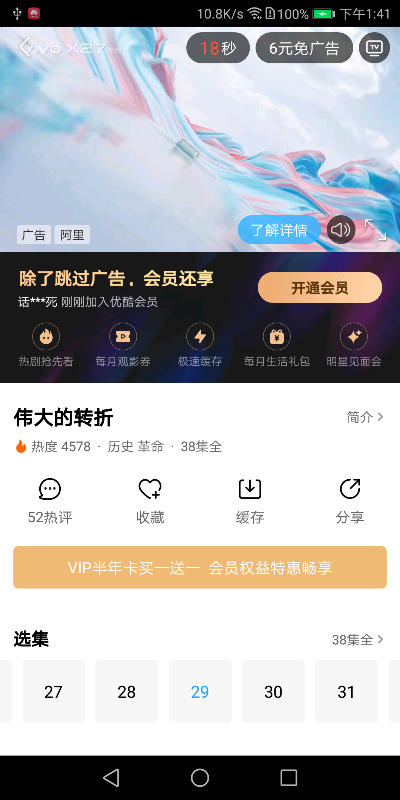 10.8K/s 100% 下午1:41
vivo X27
18秒
6元免广告
TV
广告 阿里
了解详情
除了跳过广告，会员还享
话***死 刚刚加入优酷会员
开通会员
热剧抢先看 每月观影券 极速缓存 每月生活礼包 明星见面会
伟大的转折
简介
热度 4578 · 历史 革命 · 38集全
52热评 收藏 缓存 分享
VIP半年卡买一送一 会员权益特惠畅享
选集
38集全
27 28 29 30 31